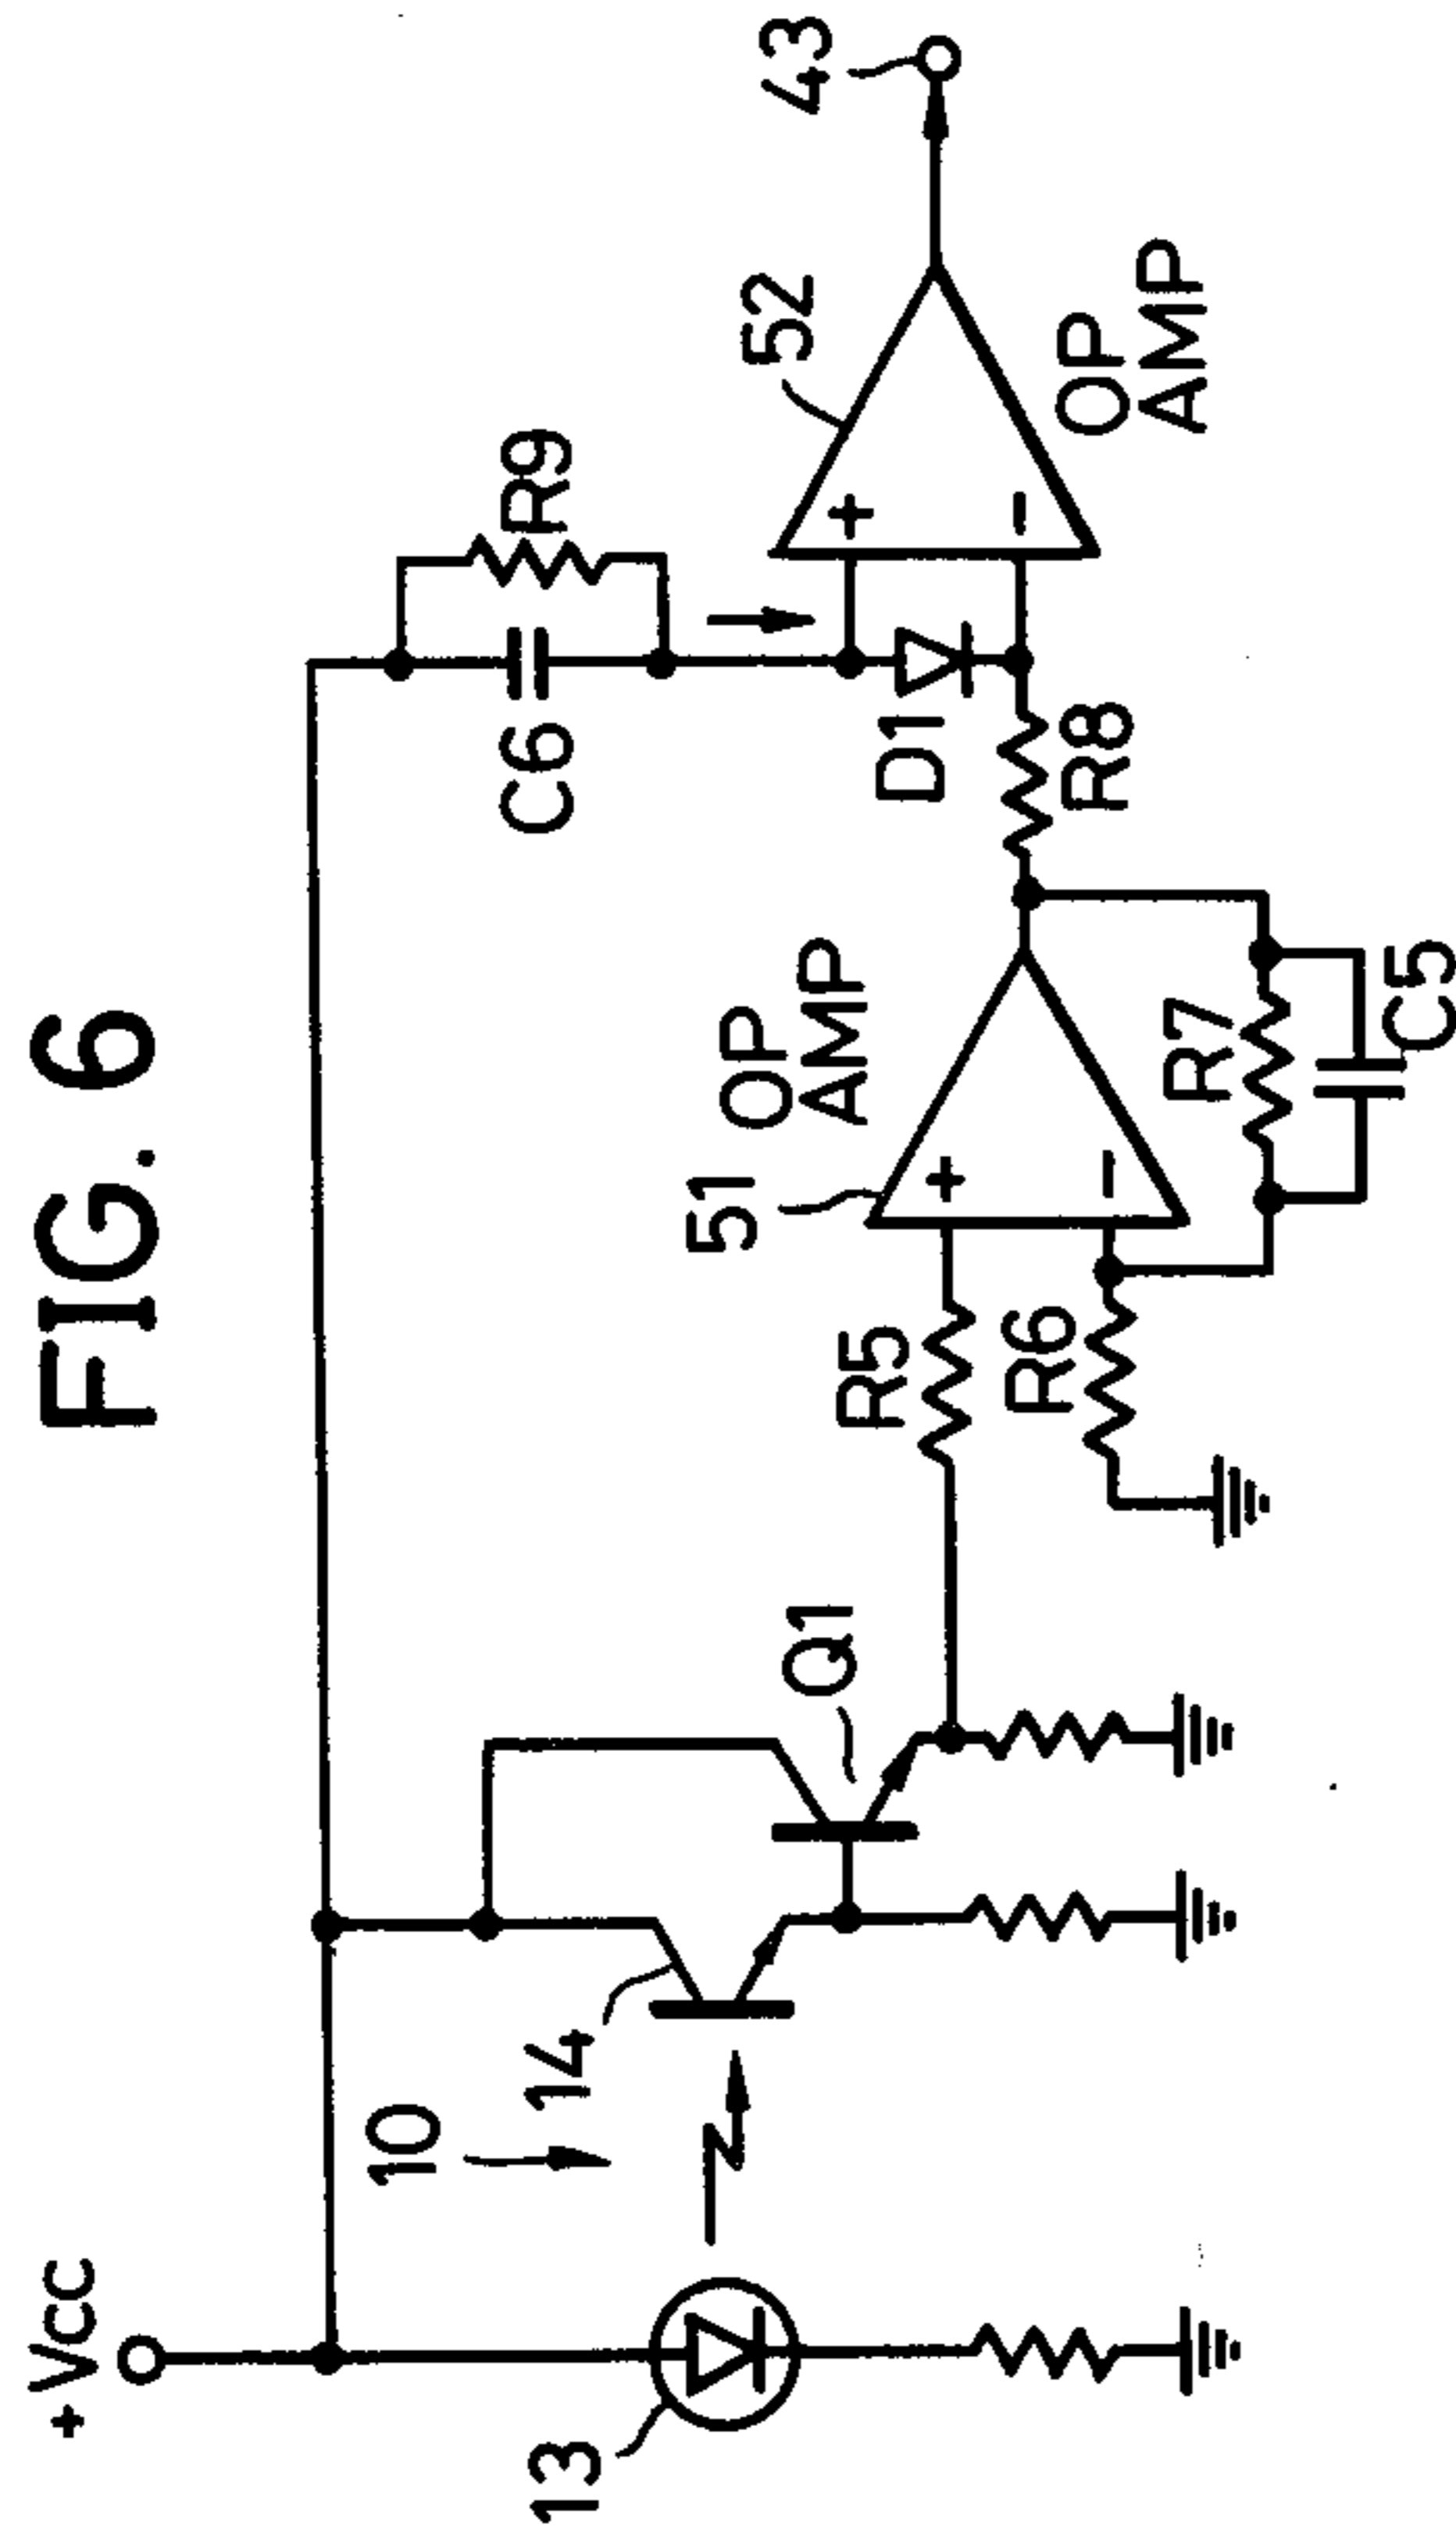 FIG. 6
+Vcc
13
10
14
Q1
R5
R6
51
OP
AMP
R7
C5
C6
R9
D1
R8
52
OP
AMP
43
+
−
+
−